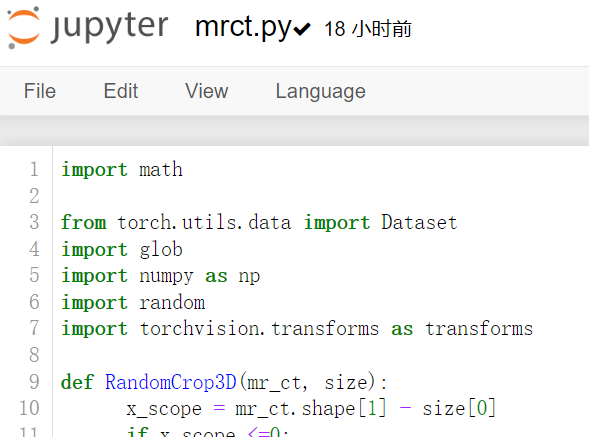 jupyter mrct.py 18 小时前
File Edit View Language
1 import math
2
3 from torch.utils.data import Dataset
4 import glob
5 import numpy as np
6 import random
7 import torchvision.transforms as transforms
8
9 def RandomCrop3D(mr_ct, size):
10 x_scope = mr_ct.shape[1] - size[0]
11 if x_scope <=0: